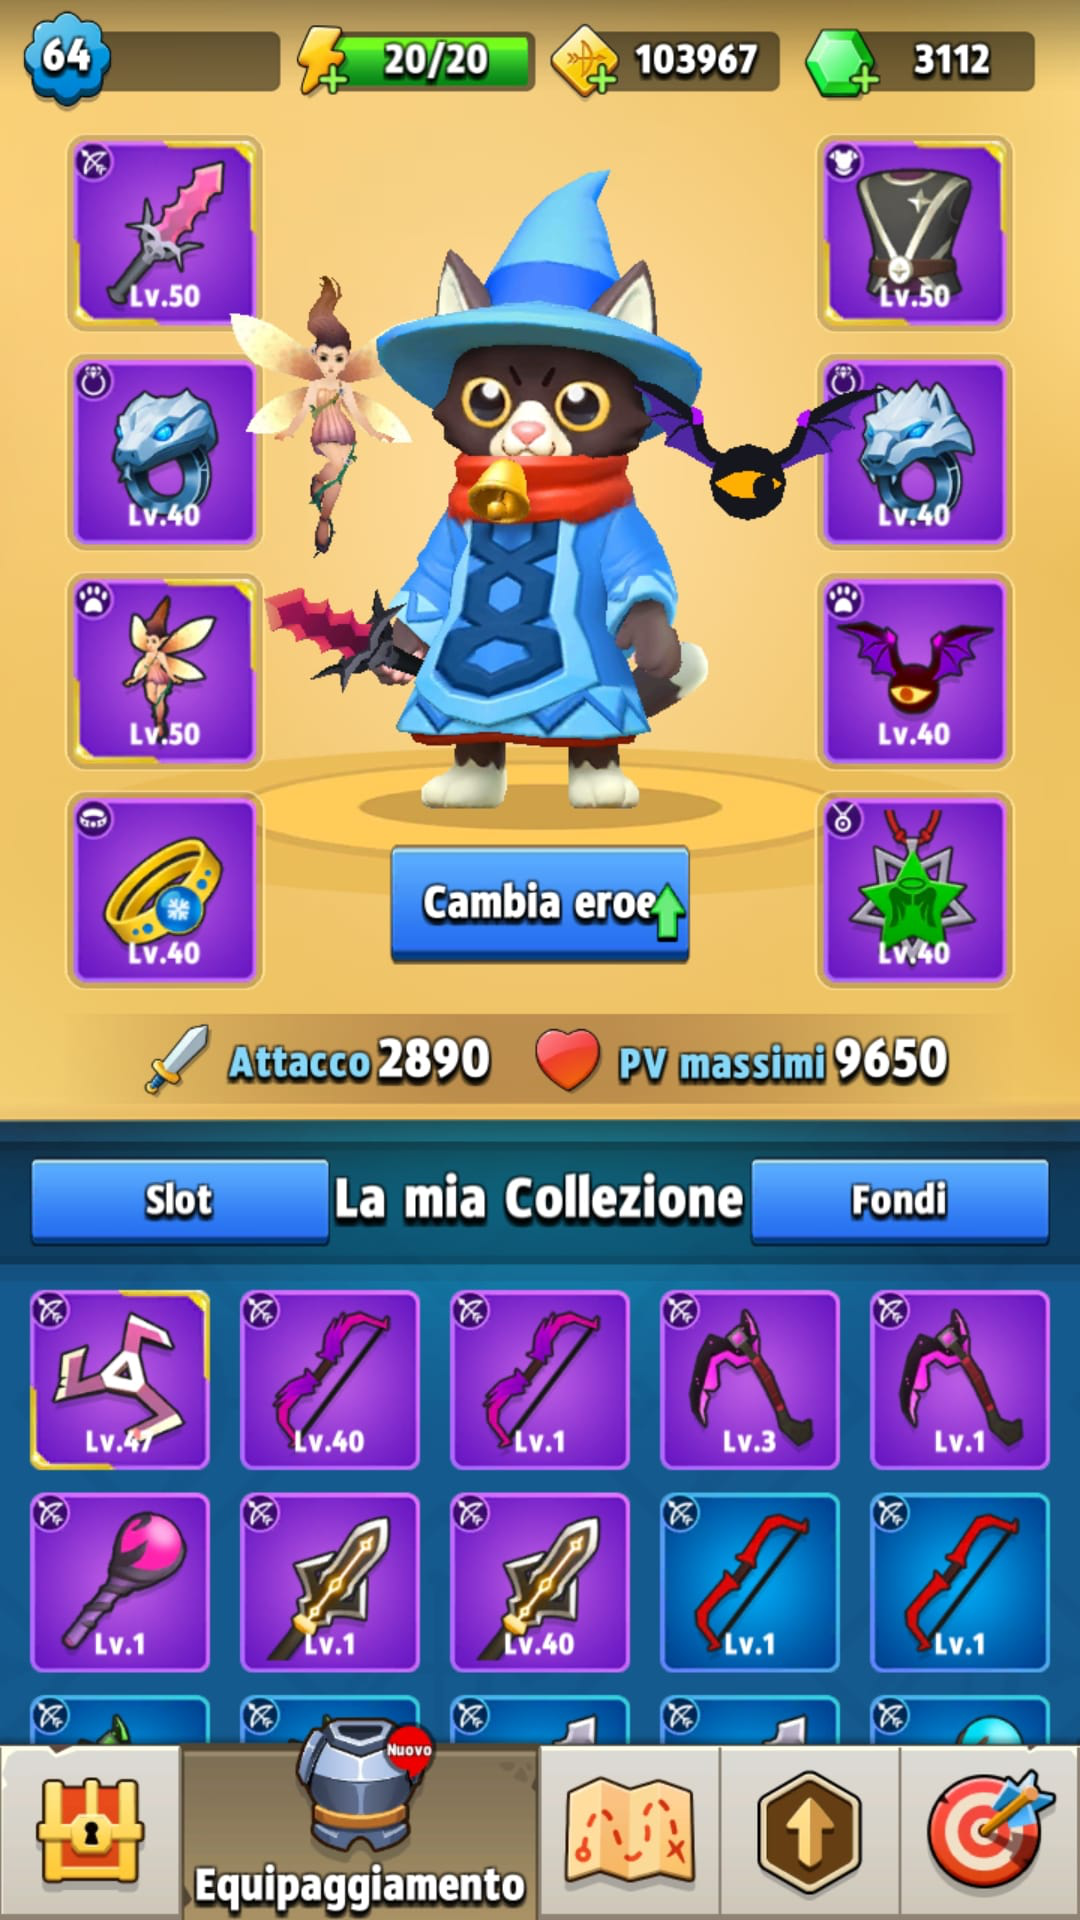 64
20/20
103967
3112
Lv.50
Lv.50
Lv.40
Lv.40
Lv.50
Lv.40
Lv.40
Lv.40
Cambia eroe
Attacco 2890
PV massimi 9650
Slot
La mia Collezione
Fondi
Lv.47
Lv.40
Lv.1
Lv.3
Lv.1
Lv.1
Lv.1
Lv.40
Lv.1
Lv.1
Nuovo
Equipaggiamento